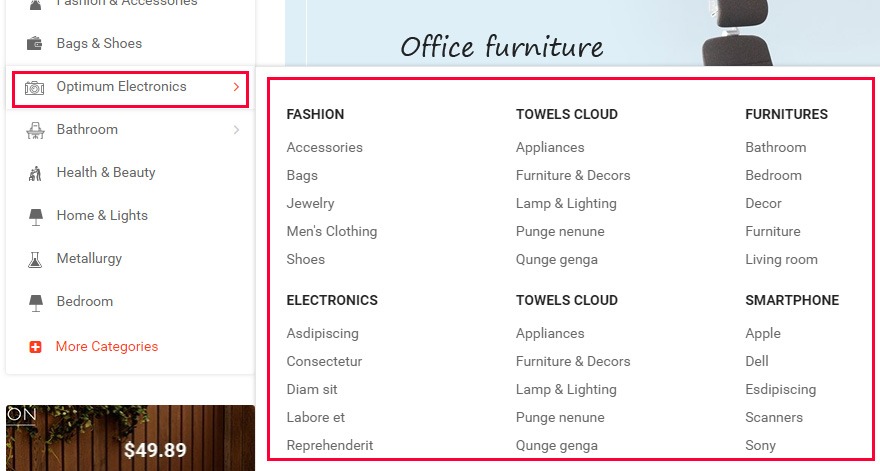 Fashion & Accessories
Bags & Shoes
Optimum Electronics
Bathroom
Health & Beauty
Home & Lights
Metallurgy
Bedroom
More Categories
ON
$49.89
Office furniture
FASHION
Accessories
Bags
Jewelry
Men's Clothing
Shoes
TOWELS CLOUD
Appliances
Furniture & Decors
Lamp & Lighting
Punge nenune
Qunge genga
FURNITURES
Bathroom
Bedroom
Decor
Furniture
Living room
ELECTRONICS
Asdipiscing
Consectetur
Diam sit
Labore et
Reprehenderit
TOWELS CLOUD
Appliances
Furniture & Decors
Lamp & Lighting
Punge nenune
Qunge genga
SMARTPHONE
Apple
Dell
Esdipiscing
Scanners
Sony